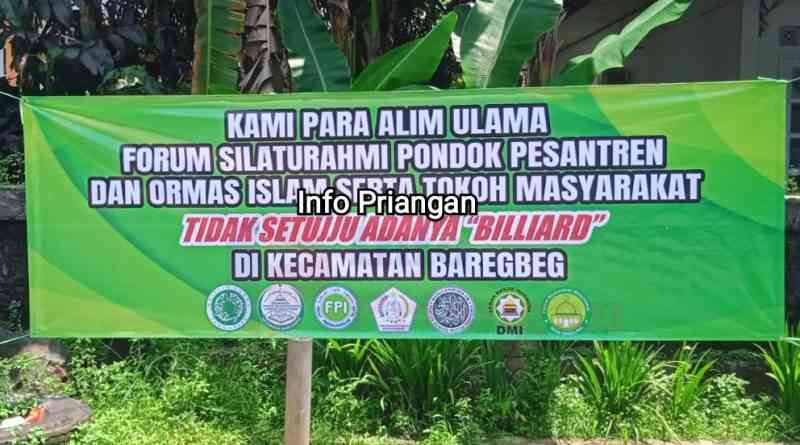 KAMI PARA ALIM ULAMA
FORUM SILATURAHMI PONDOK PESANTREN
DAN ORMAS ISLAM SERTA TOKOH MASYARAKAT
Info Priangan
TIDAK SETUJJU ADANYA "BILLIARD"
DI KECAMATAN BAREGBEG
FPI
DMI